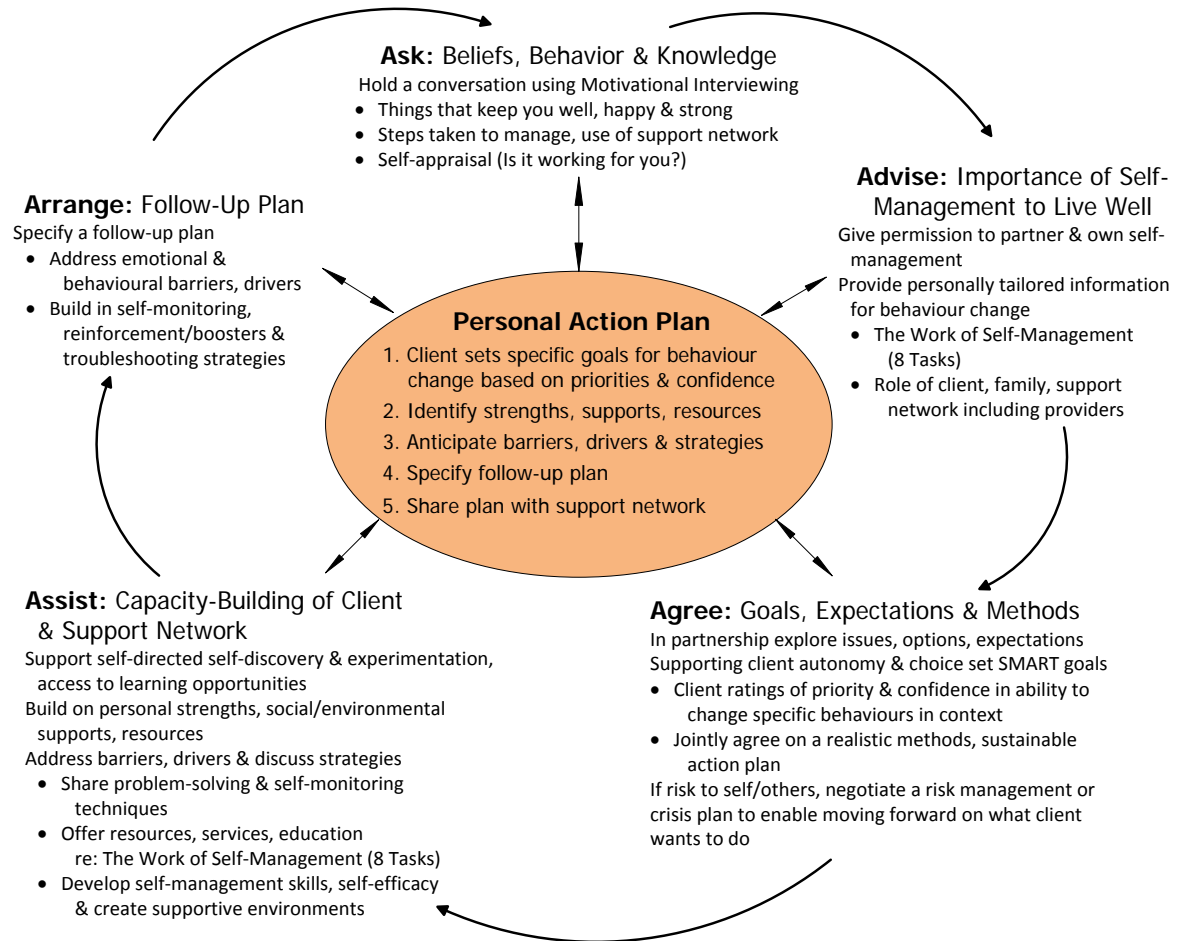 Ask: Beliefs, Behavior & Knowledge
Hold a conversation using Motivational Interviewing
• Things that keep you well, happy & strong
• Steps taken to manage, use of support network
• Self-appraisal (Is it working for you?)
Advise: Importance of Self-
Management to Live Well
Give permission to partner & own self-
management
Provide personally tailored information
for behaviour change
• The Work of Self-Management
(8 Tasks)
• Role of client, family, support
network including providers
Agree: Goals, Expectations & Methods
In partnership explore issues, options, expectations
Supporting client autonomy & choice set SMART goals
• Client ratings of priority & confidence in ability to
change specific behaviours in context
• Jointly agree on a realistic methods, sustainable
action plan
If risk to self/others, negotiate a risk management or
crisis plan to enable moving forward on what client
wants to do
Assist: Capacity-Building of Client
& Support Network
Support self-directed self-discovery & experimentation,
access to learning opportunities
Build on personal strengths, social/environmental
supports, resources
Address barriers, drivers & discuss strategies
• Share problem-solving & self-monitoring
techniques
• Offer resources, services, education
re: The Work of Self-Management (8 Tasks)
• Develop self-management skills, self-efficacy
& create supportive environments
Arrange: Follow-Up Plan
Specify a follow-up plan
• Address emotional &
behavioural barriers, drivers
• Build in self-monitoring,
reinforcement/boosters &
troubleshooting strategies
Personal Action Plan
1. Client sets specific goals for behaviour
change based on priorities & confidence
2. Identify strengths, supports, resources
3. Anticipate barriers, drivers & strategies
4. Specify follow-up plan
5. Share plan with support network